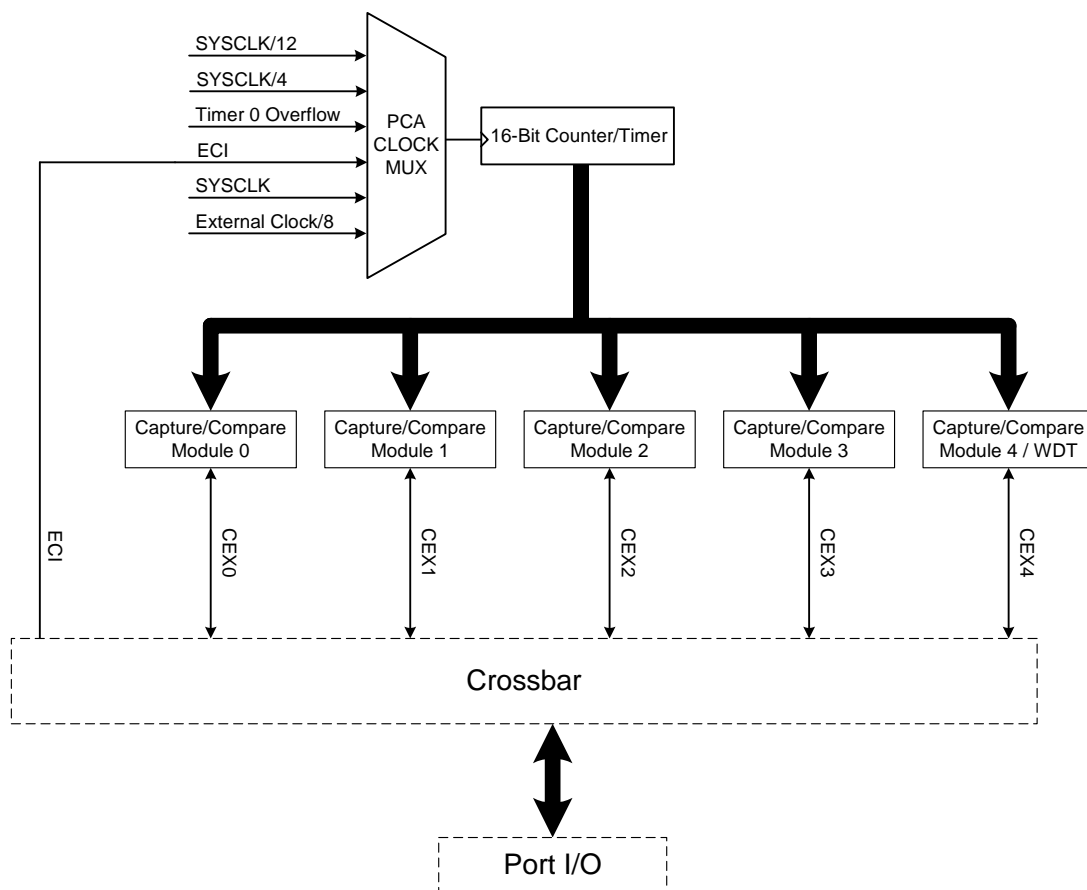 SYSCLK/12
SYSCLK/4
Timer 0 Overflow
ECI
SYSCLK
External Clock/8
PCA
CLOCK
MUX
16-Bit Counter/Timer
Capture/Compare
Module 0
Capture/Compare
Module 1
Capture/Compare
Module 2
Capture/Compare
Module 3
Capture/Compare
Module 4 / WDT
ECI
CEX0
CEX1
CEX2
CEX3
CEX4
Crossbar
Port I/O